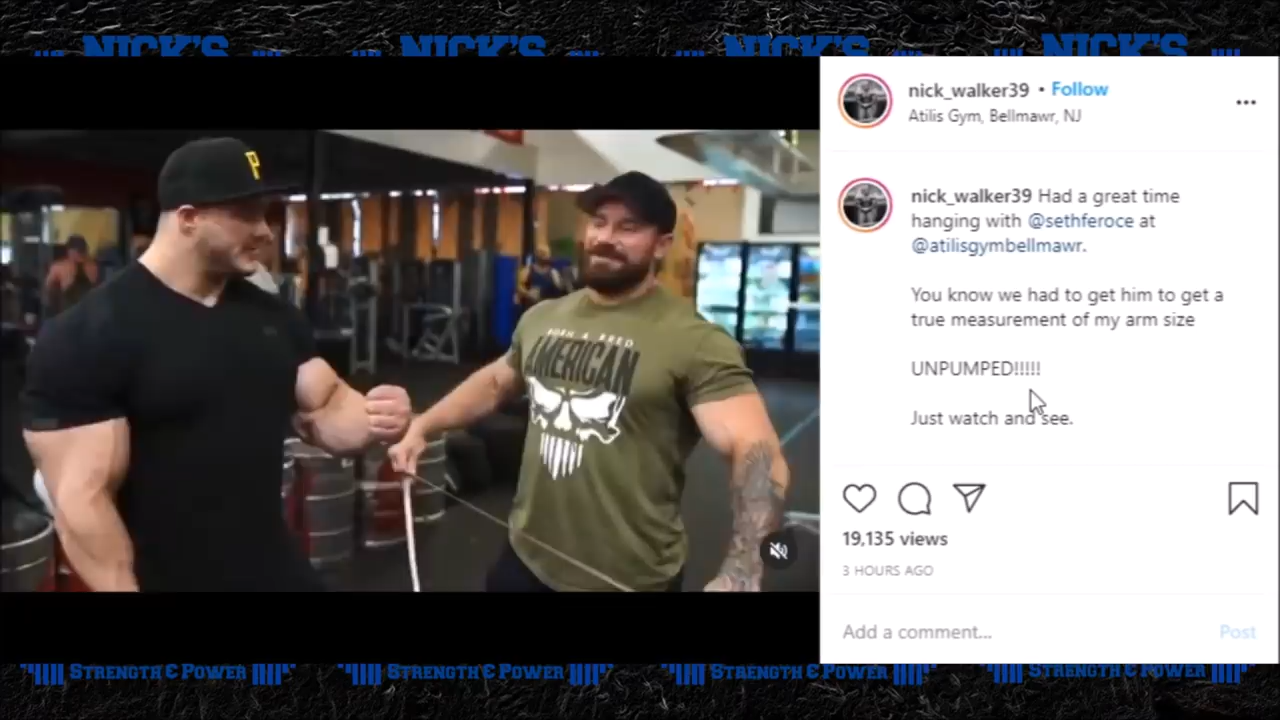 NICK'S NICK'S NICK'S NICK'S
nick_walker39 • Follow
Atilis Gym, Bellmawr, NJ
P
BORN & BRED
AMERICAN
nick_walker39 Had a great time
hanging with @sethferoce at
@atilisgymbellmawr.
You know we had to get him to get a
true measurement of my arm size
UNPUMPED!!!!!
Just watch and see.
19,135 views
3 HOURS AGO
Add a comment... Post
STRENGTH & POWER STRENGTH & POWER STRENGTH & POWER STRENGTH & POWER